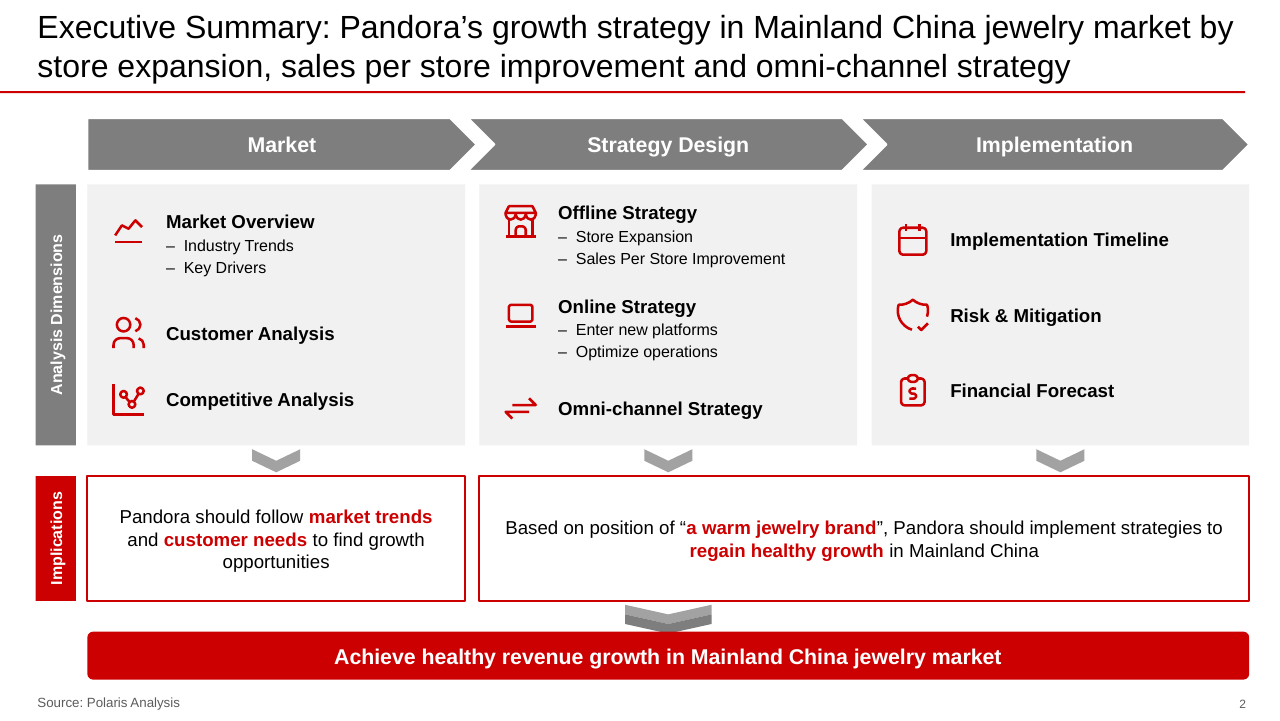 Executive Summary: Pandora’s growth strategy in Mainland China jewelry market by
store expansion, sales per store improvement and omni-channel strategy
Market
Strategy Design
Implementation
Analysis Dimensions
Market Overview
– Industry Trends
– Key Drivers
Customer Analysis
Competitive Analysis
Offline Strategy
– Store Expansion
– Sales Per Store Improvement
Online Strategy
– Enter new platforms
– Optimize operations
Omni-channel Strategy
Implementation Timeline
Risk & Mitigation
Financial Forecast
Implications
Pandora should follow market trends
and customer needs to find growth
opportunities
Based on position of “a warm jewelry brand”, Pandora should implement strategies to
regain healthy growth in Mainland China
Achieve healthy revenue growth in Mainland China jewelry market
Source: Polaris Analysis
2